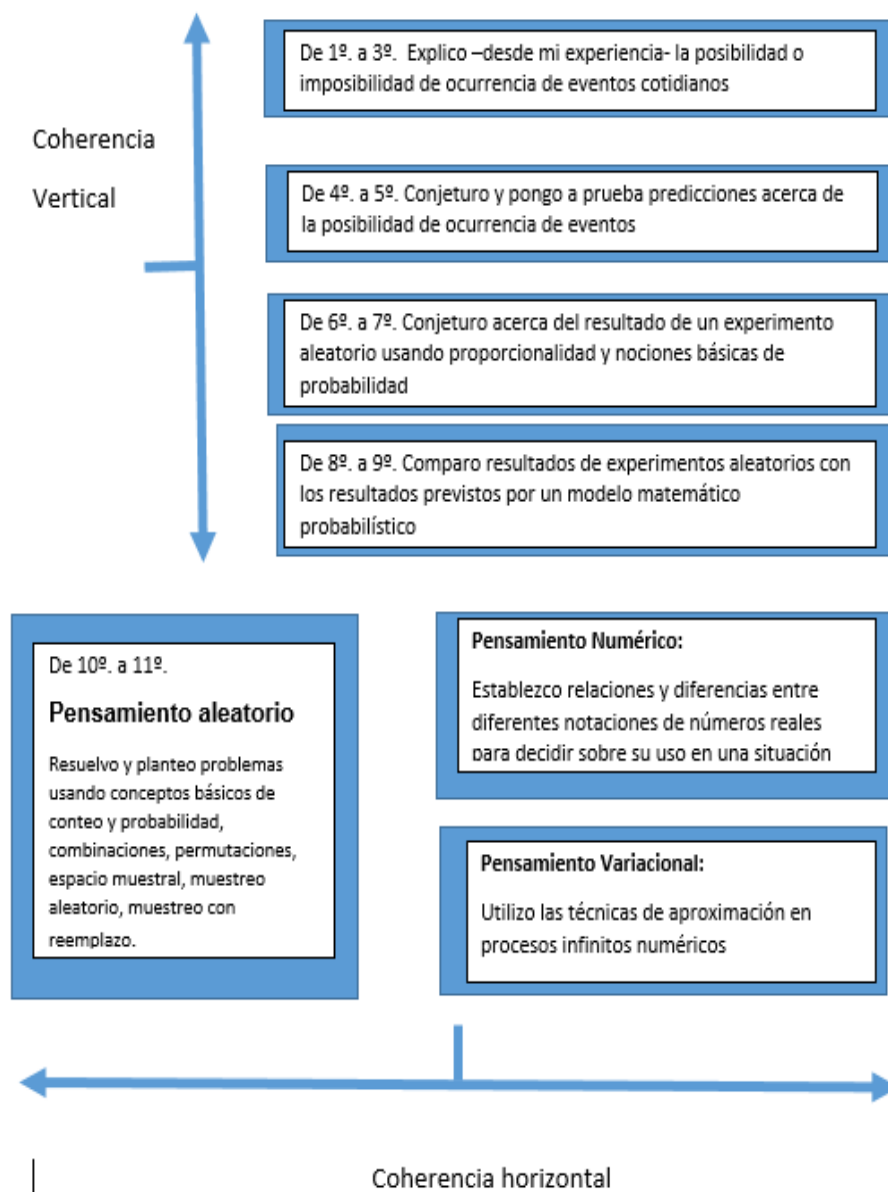 De 1º. a 3º. Explico –desde mi experiencia- la posibilidad o
imposibilidad de ocurrencia de eventos cotidianos
Coherencia
Vertical
De 4º. a 5º. Conjeturo y pongo a prueba predicciones acerca de
la posibilidad de ocurrencia de eventos
De 6º. a 7º. Conjeturo acerca del resultado de un experimento
aleatorio usando proporcionalidad y nociones básicas de
probabilidad
De 8º. a 9º. Comparo resultados de experimentos aleatorios con
los resultados previstos por un modelo matemático
probabilístico
De 10º. a 11º.
Pensamiento aleatorio
Resuelvo y planteo problemas
usando conceptos básicos de
conteo y probabilidad,
combinaciones, permutaciones,
espacio muestral, muestreo
aleatorio, muestreo con
reemplazo.
Pensamiento Numérico:
Establezco relaciones y diferencias entre
diferentes notaciones de números reales
para decidir sobre su uso en una situación
Pensamiento Variacional:
Utilizo las técnicas de aproximación en
procesos infinitos numéricos
Coherencia horizontal